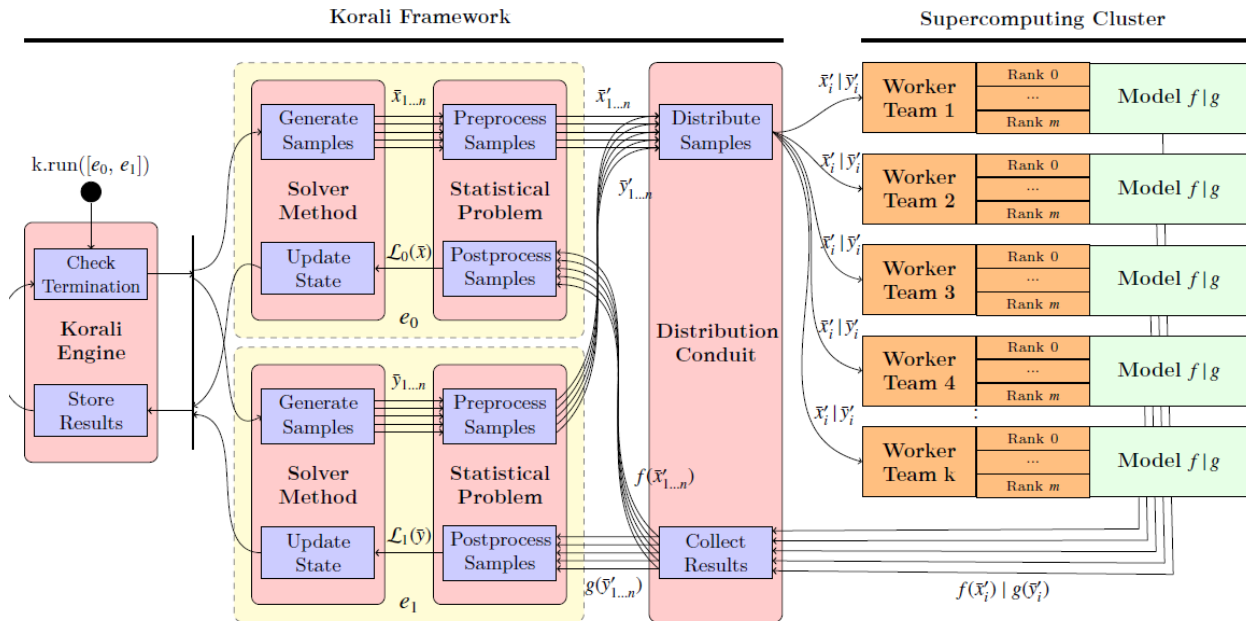 Korali Framework
Supercomputing Cluster
k.run([e₀, e₁])
Check
Termination
Korali
Engine
Store
Results
x̄₁...ₙ
Generate
Samples
Preprocess
Samples
Solver
Method
Statistical
Problem
Update
State
ℒ₀(x̄)
Postprocess
Samples
e₀
ȳ₁...ₙ
Generate
Samples
Preprocess
Samples
Solver
Method
Statistical
Problem
Update
State
ℒ₁(ȳ)
Postprocess
Samples
e₁
x̄′₁...ₙ
ȳ′₁...ₙ
f(x̄′₁...ₙ)
g(ȳ′₁...ₙ)
Distribute
Samples
Distribution
Conduit
Collect
Results
x̄′ᵢ | ȳ′ᵢ
Worker
Team 1
Rank 0
...
Rank m
Model f | g
x̄′ᵢ | ȳ′ᵢ
Worker
Team 2
Rank 0
...
Rank m
Model f | g
x̄′ᵢ | ȳ′ᵢ
Worker
Team 3
Rank 0
...
Rank m
Model f | g
x̄′ᵢ | ȳ′ᵢ
Worker
Team 4
Rank 0
...
Rank m
Model f | g
⋮
x̄′ᵢ | ȳ′ᵢ
Worker
Team k
Rank 0
...
Rank m
Model f | g
f(x̄′ᵢ) | g(ȳ′ᵢ)